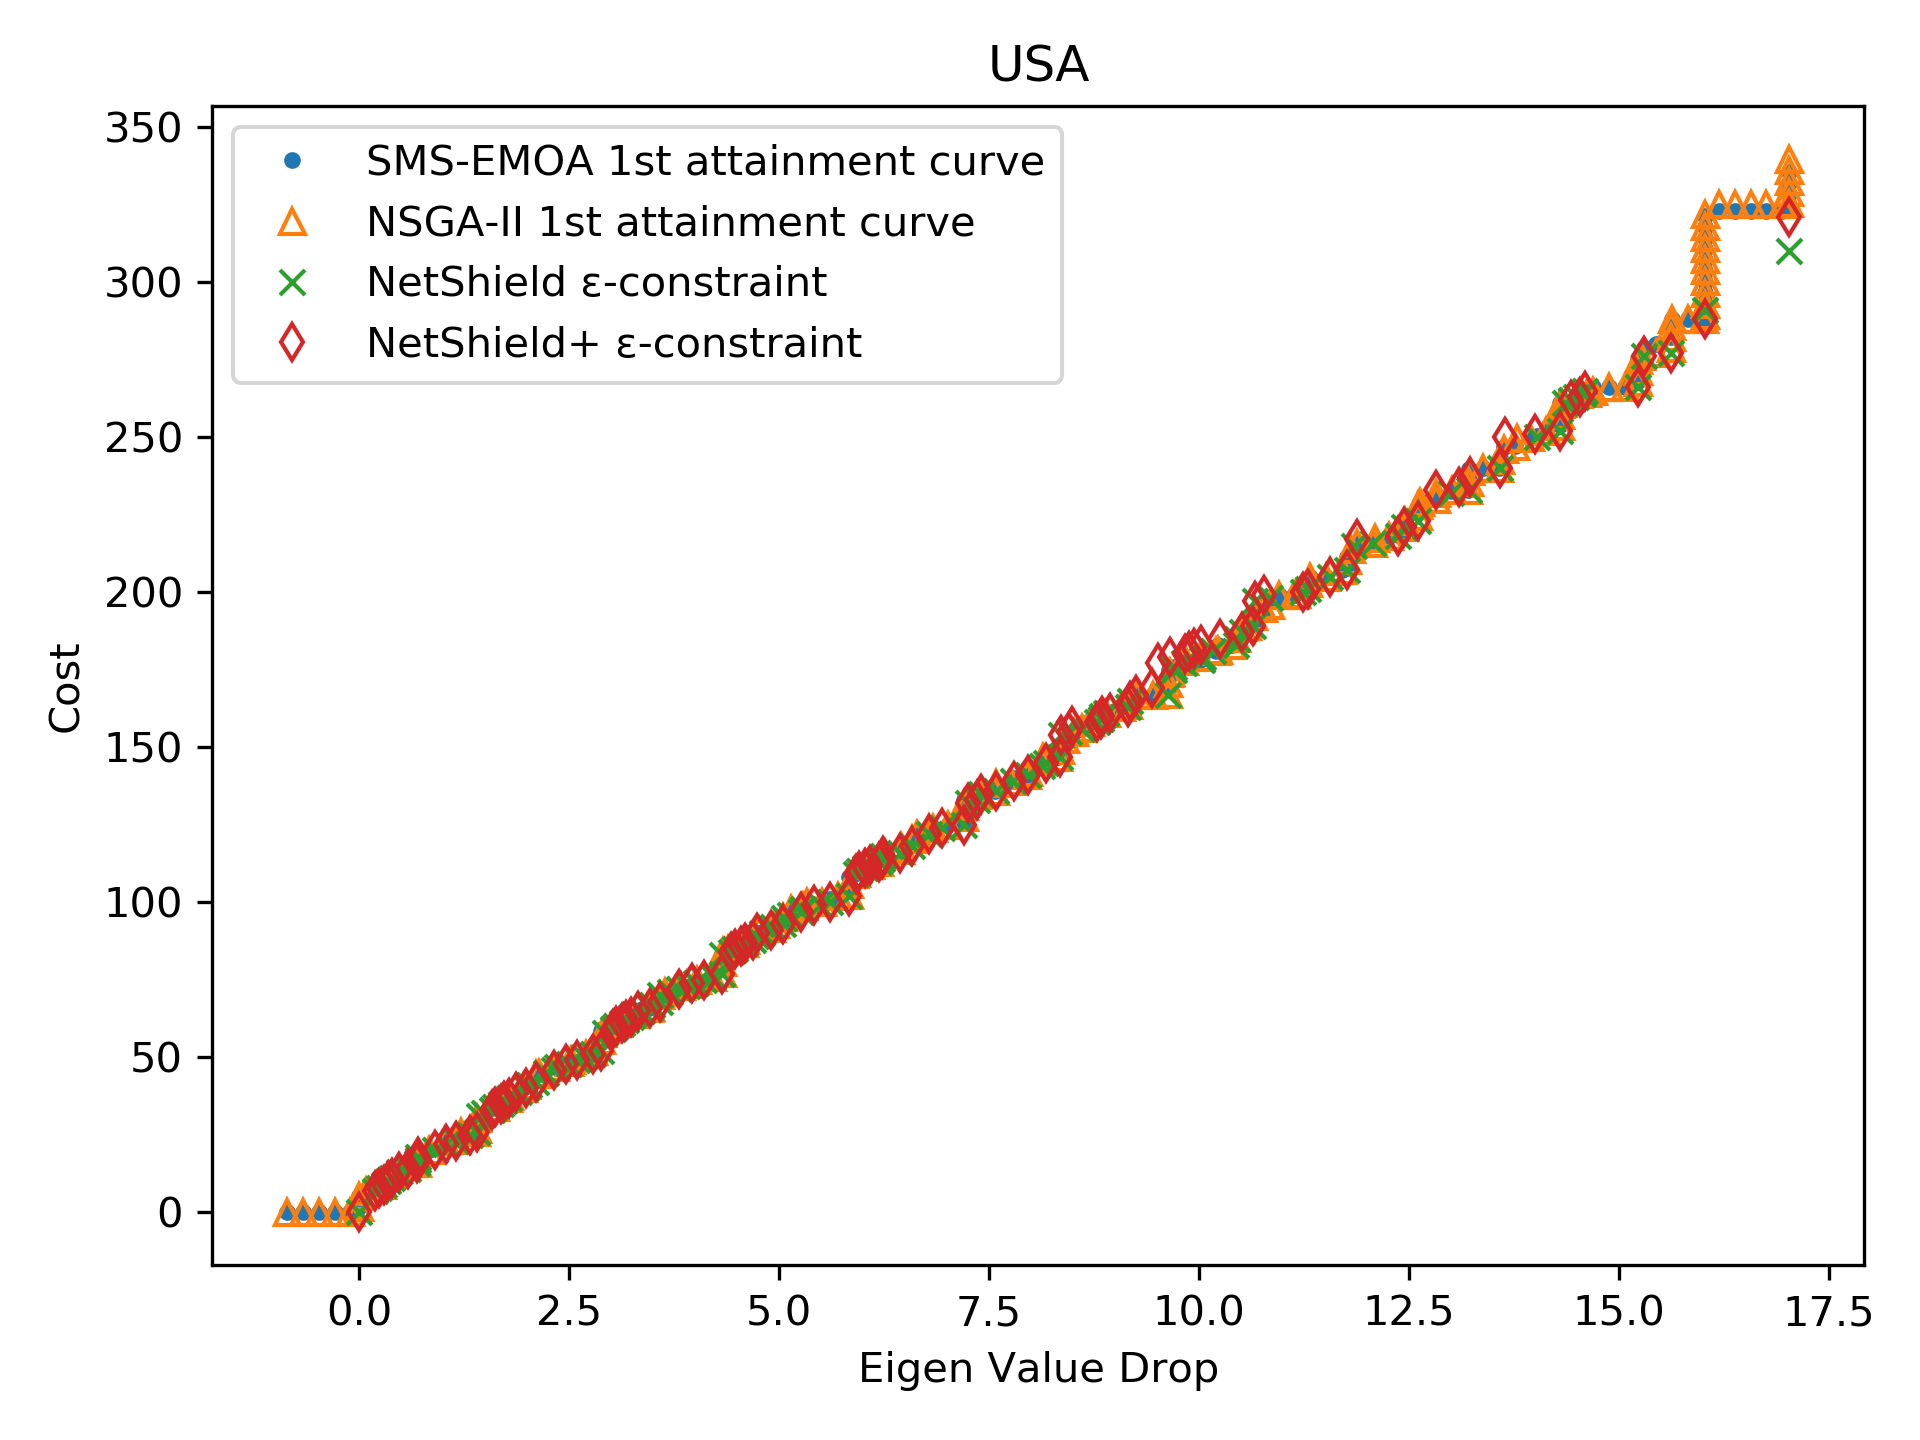 USA
350
300
250
200
150
100
50
0
Cost
SMS-EMOA 1st attainment curve
NSGA-II 1st attainment curve
NetShield ε-constraint
NetShield+ ε-constraint
0.0 2.5 5.0 7.5 10.0 12.5 15.0 17.5
Eigen Value Drop